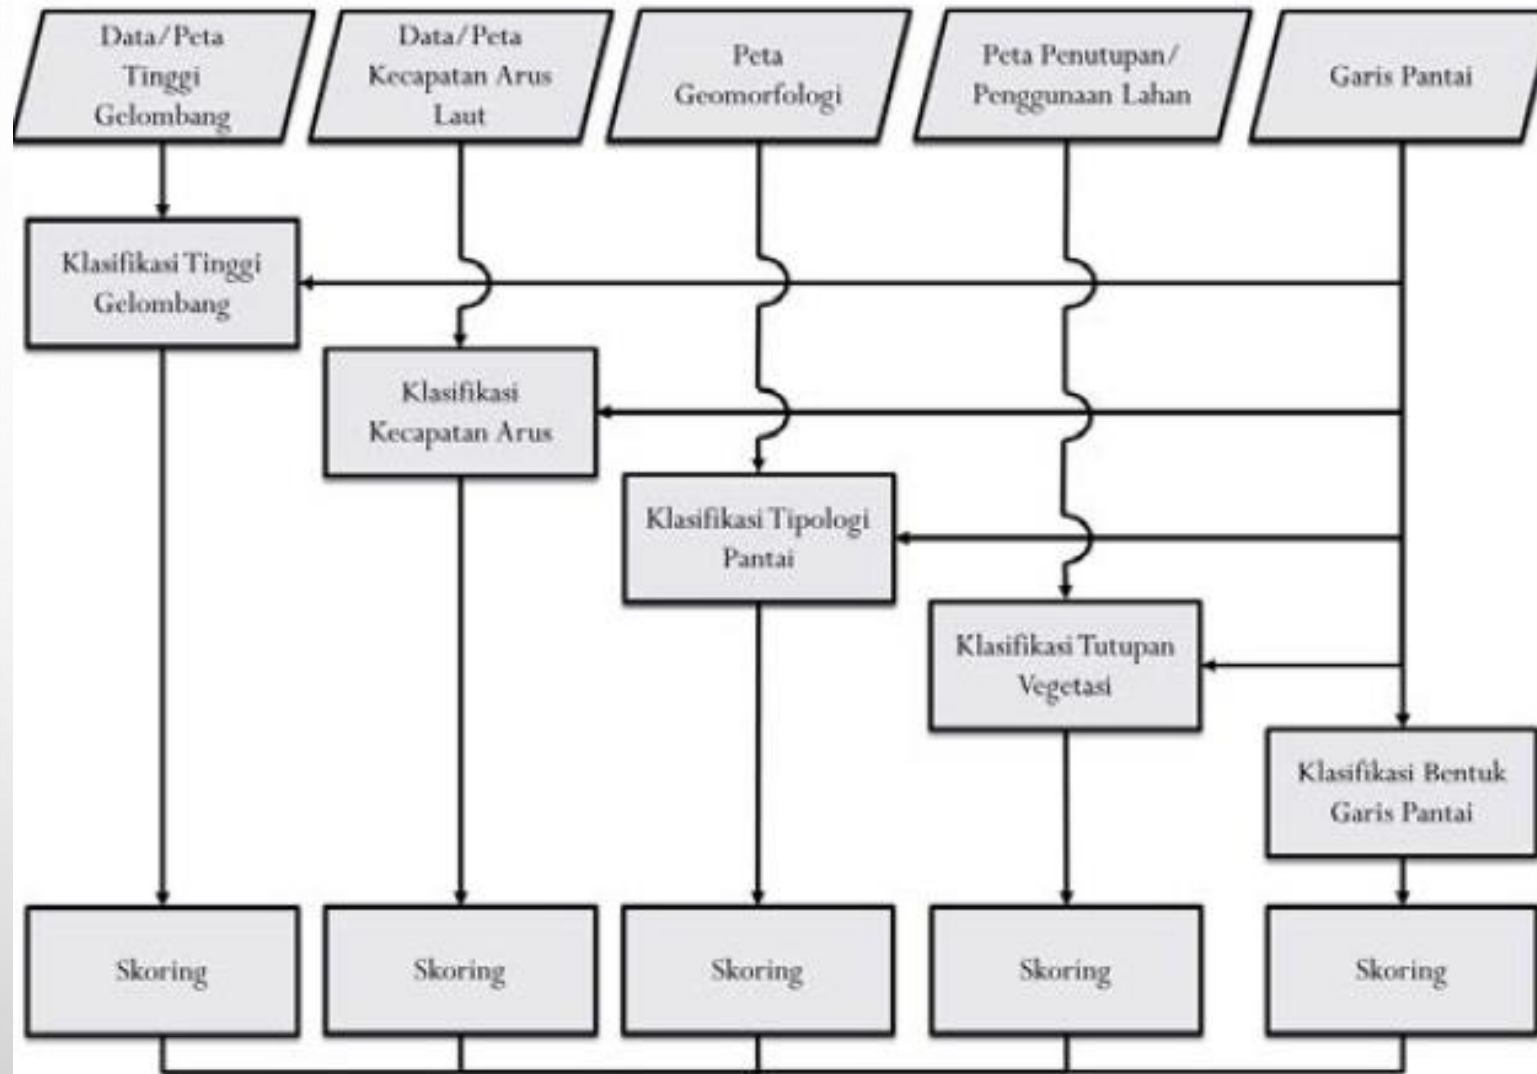 Data/Peta
Tinggi
Gelombang
Data/Peta
Kecapatan Arus
Laut
Peta
Geomorfologi
Peta Penutupan/
Penggunaan Lahan
Garis Pantai
Klasifikasi Tinggi
Gelombang
Klasifikasi
Kecapatan Arus
Klasifikasi Tipologi
Pantai
Klasifikasi Tutupan
Vegetasi
Klasifikasi Bentuk
Garis Pantai
Skoring
Skoring
Skoring
Skoring
Skoring